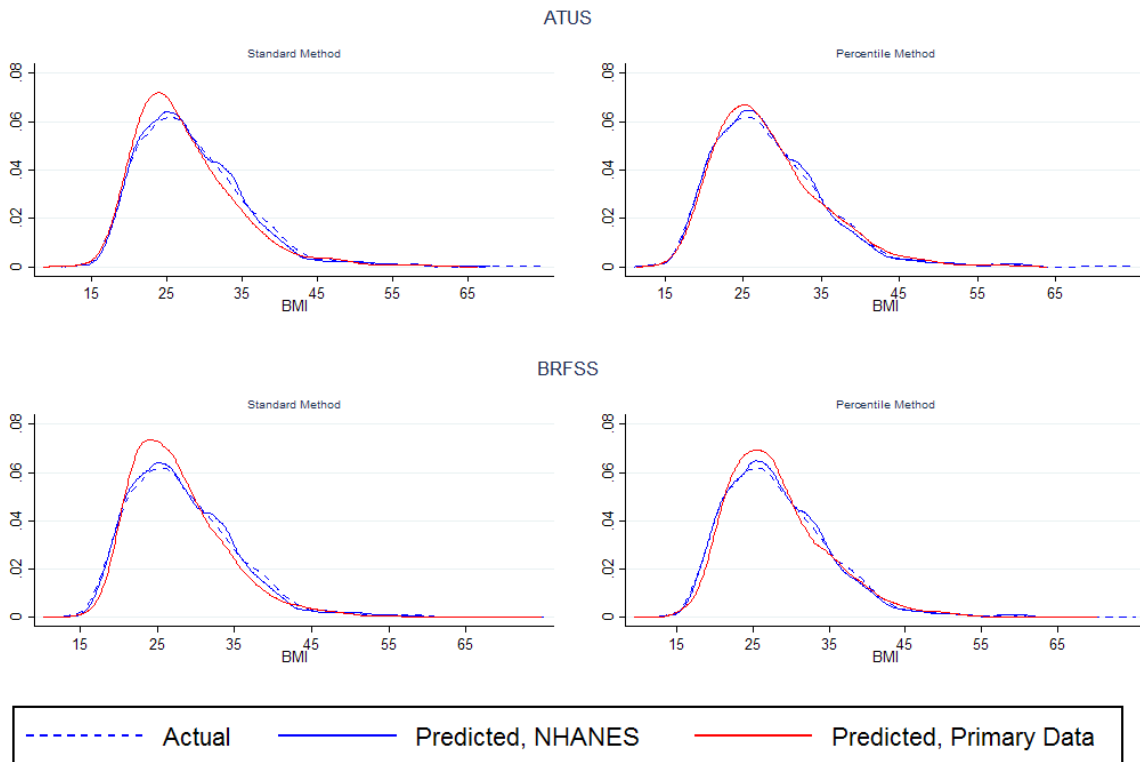 ATUS
Standard Method
.08
.06
.04
.02
0
15 25 35 45 55 65
BMI
Percentile Method
.08
.06
.04
.02
0
15 25 35 45 55 65
BMI
BRFSS
Standard Method
.08
.06
.04
.02
0
15 25 35 45 55 65
BMI
Percentile Method
.08
.06
.04
.02
0
15 25 35 45 55 65
BMI
Actual Predicted, NHANES Predicted, Primary Data